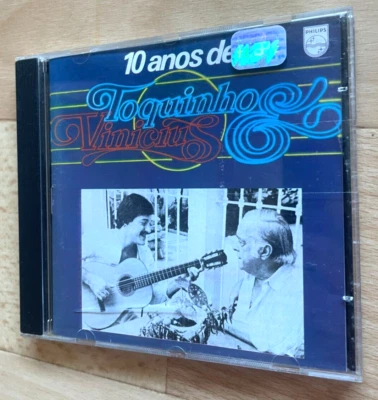 10 anos de
PHILIPS
Toquinho &
Vinicius